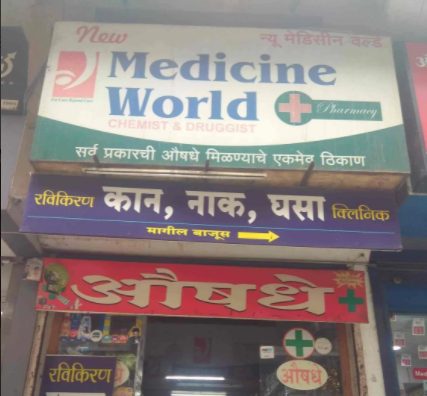 New
न्यू मेडिसीन वर्ल्ड
Medicine
World
Pharmacy
CHEMIST & DRUGGIST
सर्व प्रकारची औषधे मिळण्याचे एकमेव ठिकाण
रविकिरण कान, नाक, घसा क्लिनिक
मागील बाजूस
औषधे
रविकिरण
औषधे